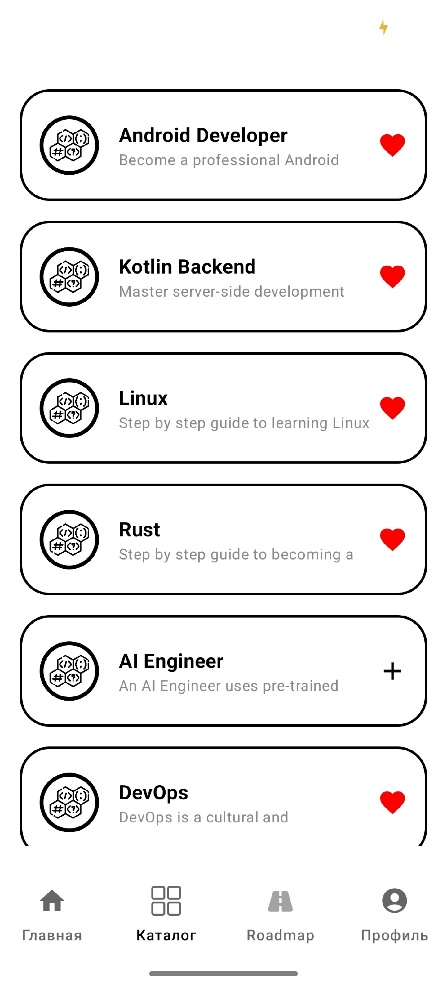 Android Developer
Become a professional Android
Kotlin Backend
Master server-side development
Linux
Step by step guide to learning Linux
Rust
Step by step guide to becoming a
AI Engineer
An AI Engineer uses pre-trained
DevOps
DevOps is a cultural and
Главная
Каталог
Roadmap
Профиль